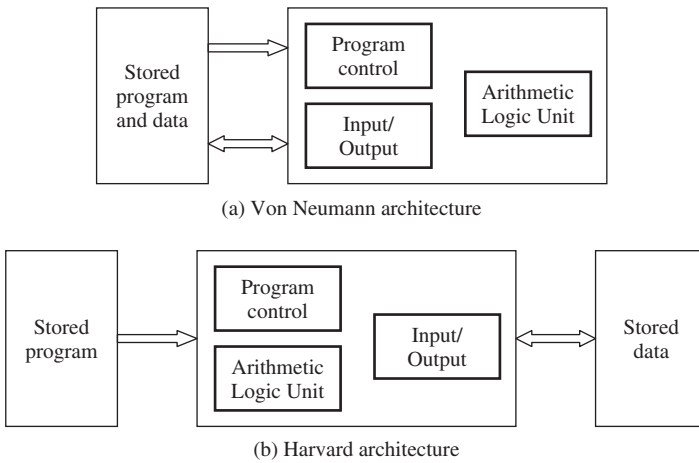 Stored
program
and data
Program
control
Input/
Output
Arithmetic
Logic Unit
(a) Von Neumann architecture
Stored
program
Program
control
Arithmetic
Logic Unit
Input/
Output
Stored
data
(b) Harvard architecture